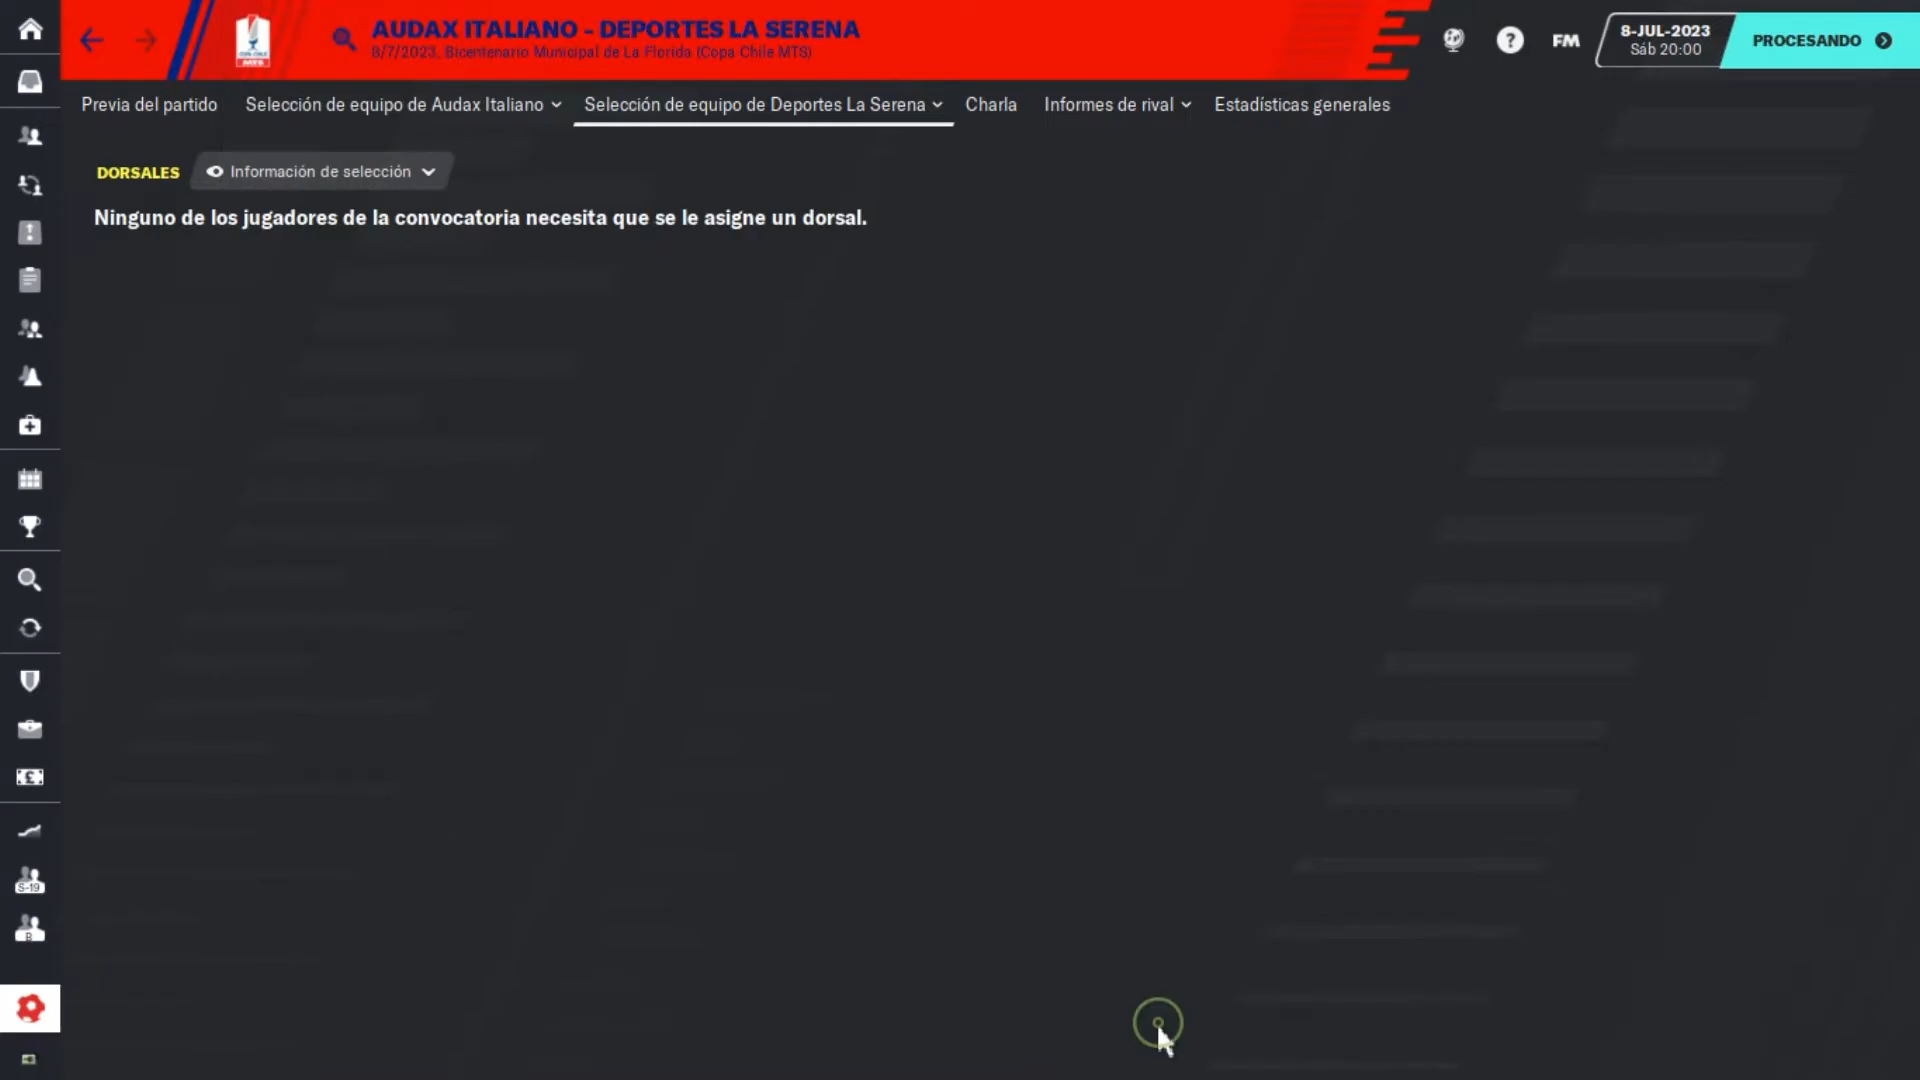 AUDAX ITALIANO - DEPORTES LA SERENA
8/7/2023, Bicentenario Municipal de La Florida (Copa Chile MTS)
FM
8-JUL-2023
Sáb 20:00
PROCESANDO
Previa del partido
Selección de equipo de Audax Italiano
Selección de equipo de Deportes La Serena
Charla
Informes de rival
Estadísticas generales
DORSALES
Información de selección
Ninguno de los jugadores de la convocatoria necesita que se le asigne un dorsal.
S-19
B